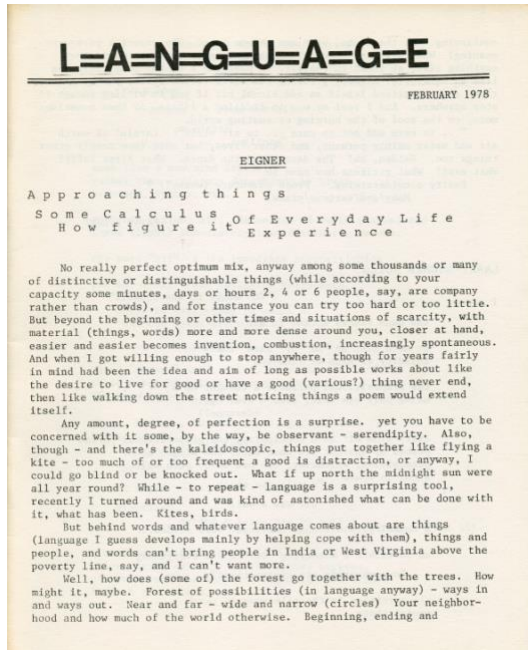 L=A=N=G=U=A=G=E
FEBRUARY 1978
EIGNER
Approaching things
Some Calculus
How figure it
Of Everyday Life
Experience
No really perfect optimum mix, anyway among some thousands or many
of distinctive or distinguishable things (while according to your
capacity some minutes, days or hours 2, 4 or 6 people, say, are company
rather than crowds), and for instance you can try too hard or too little.
But beyond the beginning or other times and situations of scarcity, with
material (things, words) more and more dense around you, closer at hand,
easier and easier becomes invention, combustion, increasingly spontaneous.
And when I got willing enough to stop anywhere, though for years fairly
in mind had been the idea and aim of long as possible works about like
the desire to live for good or have a good (various?) thing never end,
then like walking down the street noticing things a poem would extend
itself.
Any amount, degree, of perfection is a surprise. yet you have to be
concerned with it some, by the way, be observant - serendipity. Also,
though - and there's the kaleidoscopic, things put together like flying a
kite - too much of or too frequent a good is distraction, or anyway, I
could go blind or be knocked out. What if up north the midnight sun were
all year round? While - to repeat - language is a surprising tool,
recently I turned around and was kind of astonished what can be done with
it, what has been. Kites, birds.
But behind words and whatever language comes about are things
(language I guess develops mainly by helping cope with them), things and
people, and words can't bring people in India or West Virginia above the
poverty line, say, and I can't want more.
Well, how does (some of) the forest go together with the trees. How
might it, maybe. Forest of possibilities (in language anyway) - ways in
and ways out. Near and far - wide and narrow (circles) Your neighbor-
hood and how much of the world otherwise. Beginning, ending and